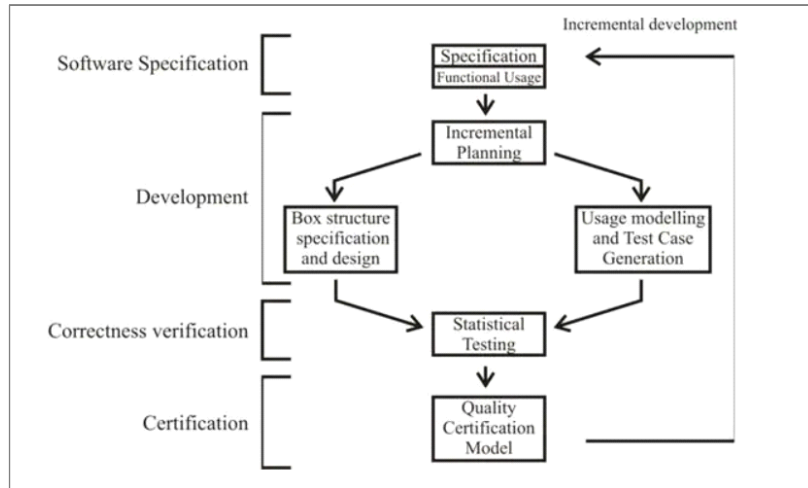 Incremental development
Software Specification
Specification
Functional Usage
Incremental
Planning
Development
Box structure
specification
and design
Usage modelling
and Test Case
Generation
Correctness verification
Statistical
Testing
Certification
Quality
Certification
Model